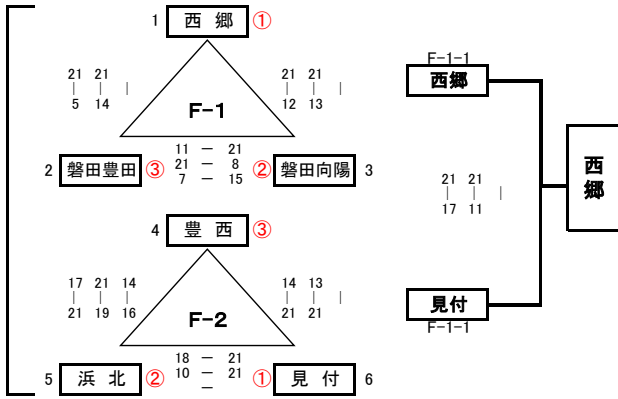 1 西郷 ①
21 21 |
| |
5 14
F-1
21 21 |
| |
12 13
11 － 21
21 － 8
7 － 15
2 磐田豊田 ③
② 磐田向陽 3
4 豊西 ③
17 21 14
| | |
21 19 16
F-2
14 13 |
| |
21 21
18 － 21
10 － 21
－
5 浜北 ②
① 見付 6
F-1-1
西郷
21 21
| | |
17 11
見付
F-1-1
西郷